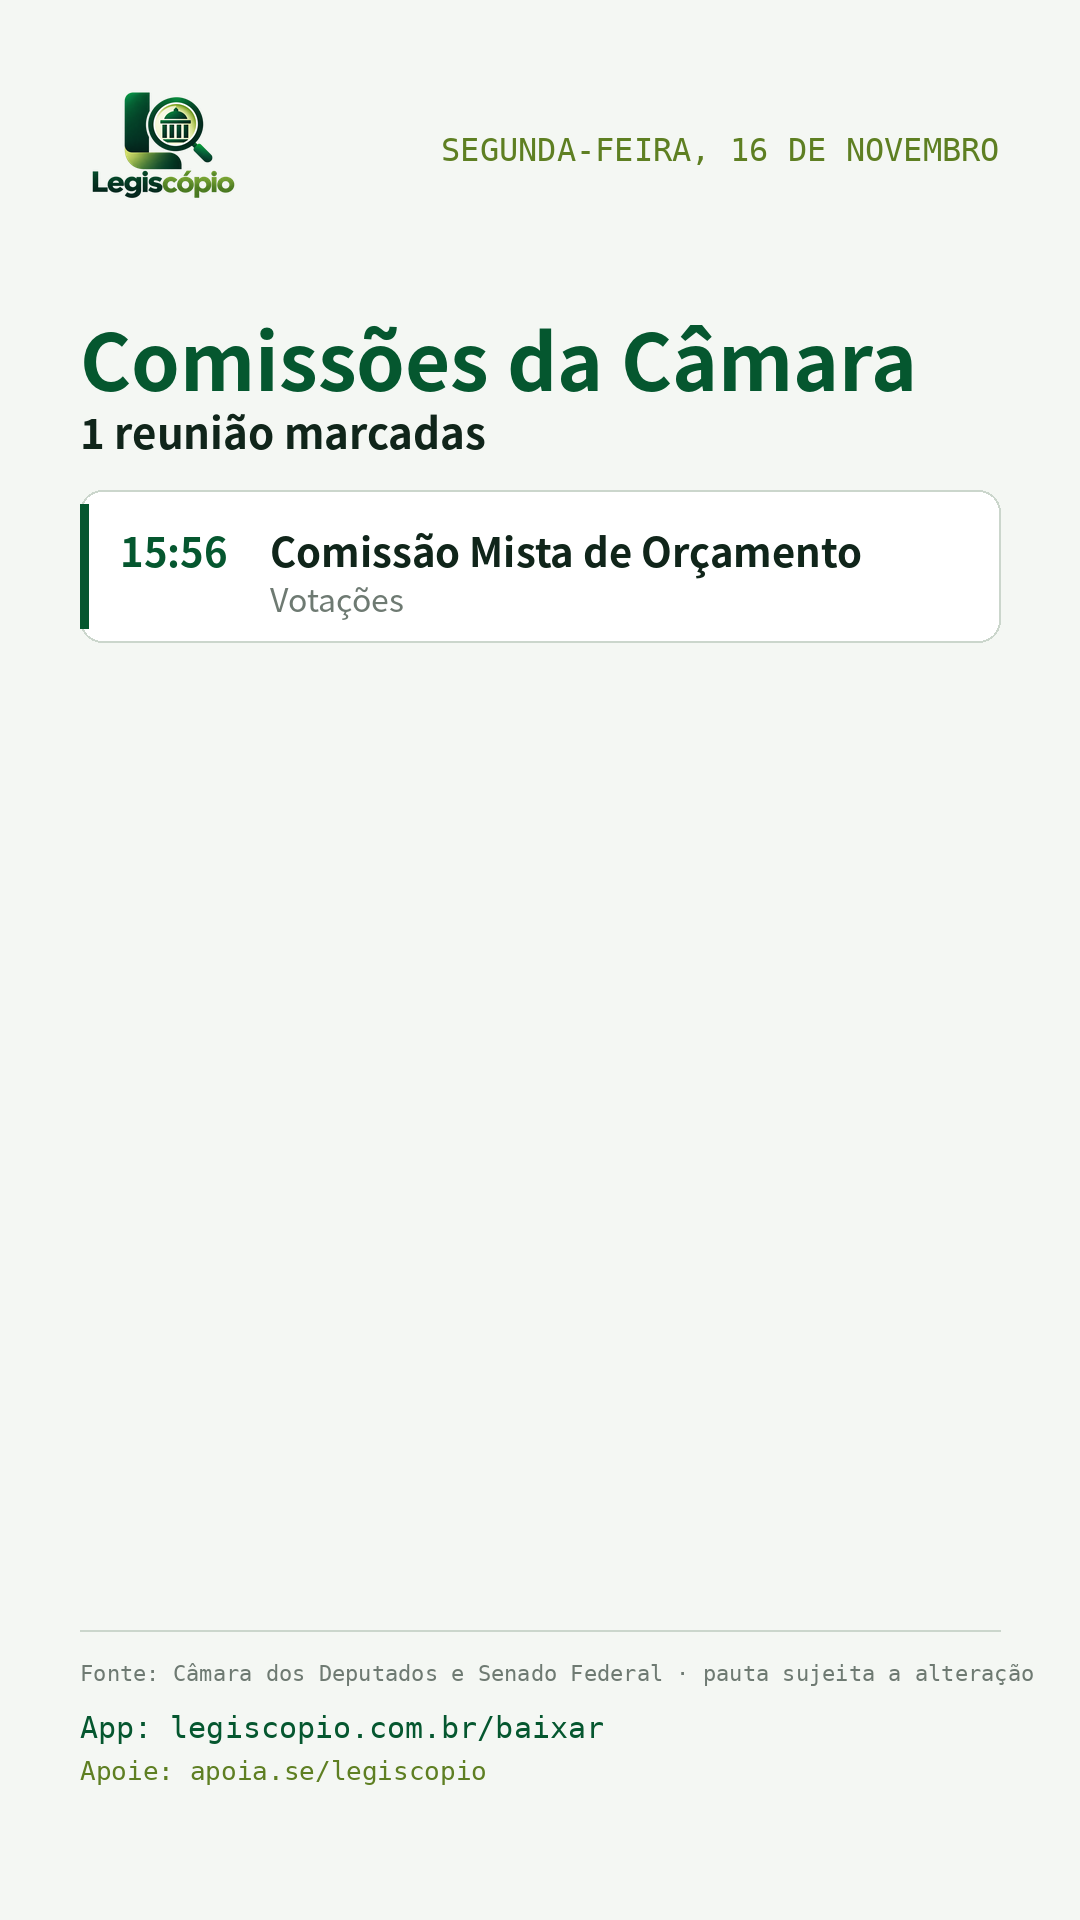 Legiscópio
SEGUNDA-FEIRA, 16 DE NOVEMBRO
Comissões da Câmara
1 reunião marcadas
15:56 Comissão Mista de Orçamento
Votações
Fonte: Câmara dos Deputados e Senado Federal · pauta sujeita a alteração
App: legiscopio.com.br/baixar
Apoie: apoia.se/legiscopio